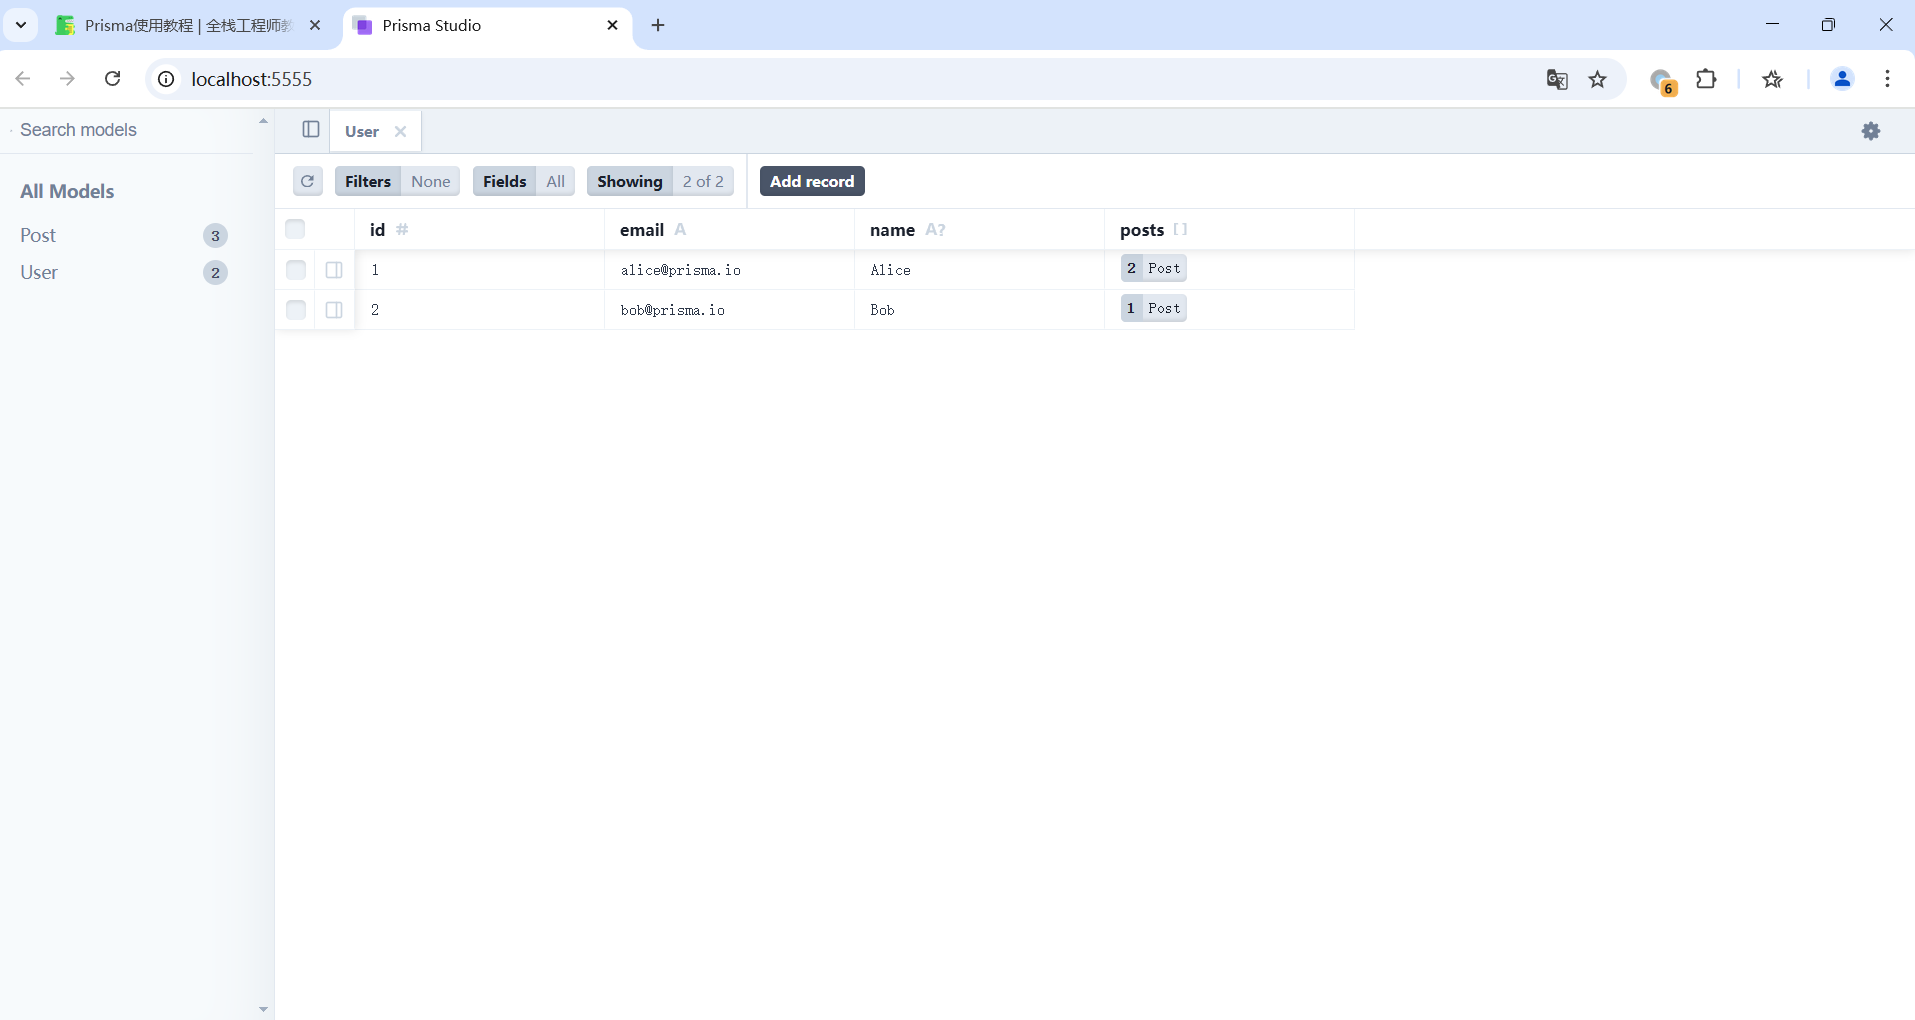 Prisma使用教程 | 全栈工程师教
Prisma Studio
localhost:5555
6
Search models
User
Filters None Fields All Showing 2 of 2 Add record
All Models
Post 3
User 2
id # email A name A? posts []
1 alice@prisma.io Alice 2 Post
2 bob@prisma.io Bob 1 Post